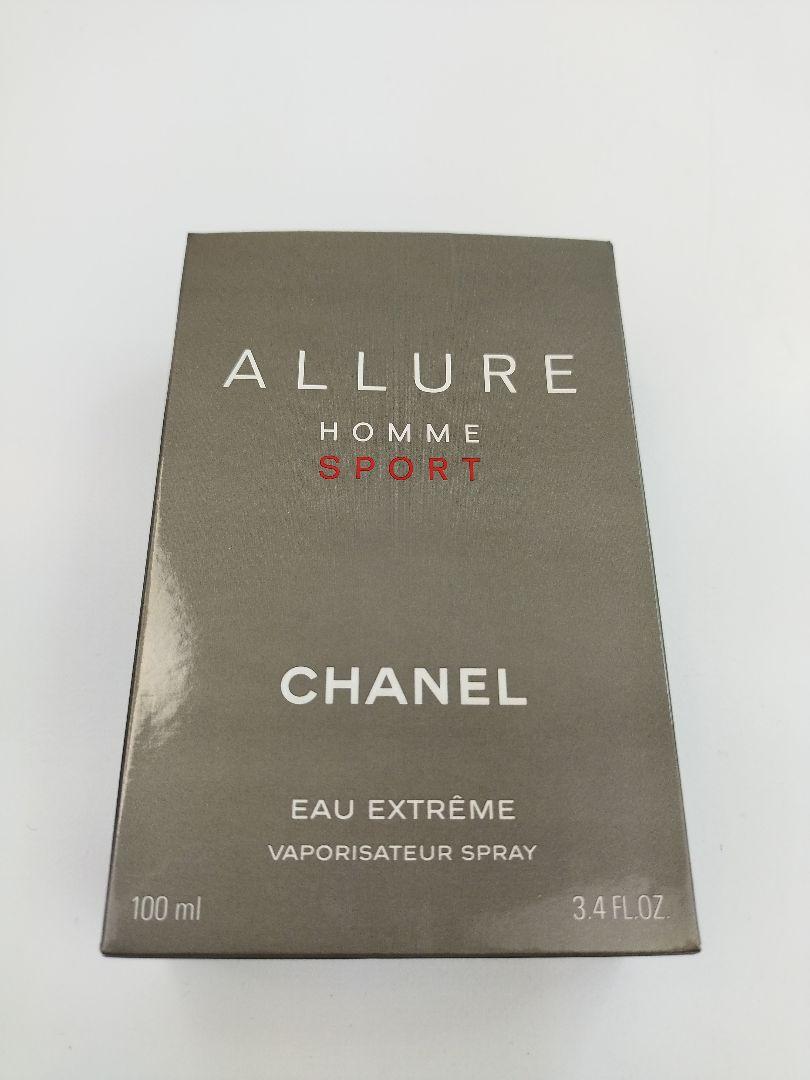 ALLURE
HOMME
SPORT
CHANEL
EAU EXTRÊME
VAPORISATEUR SPRAY
100 ml 3.4 FL.OZ.